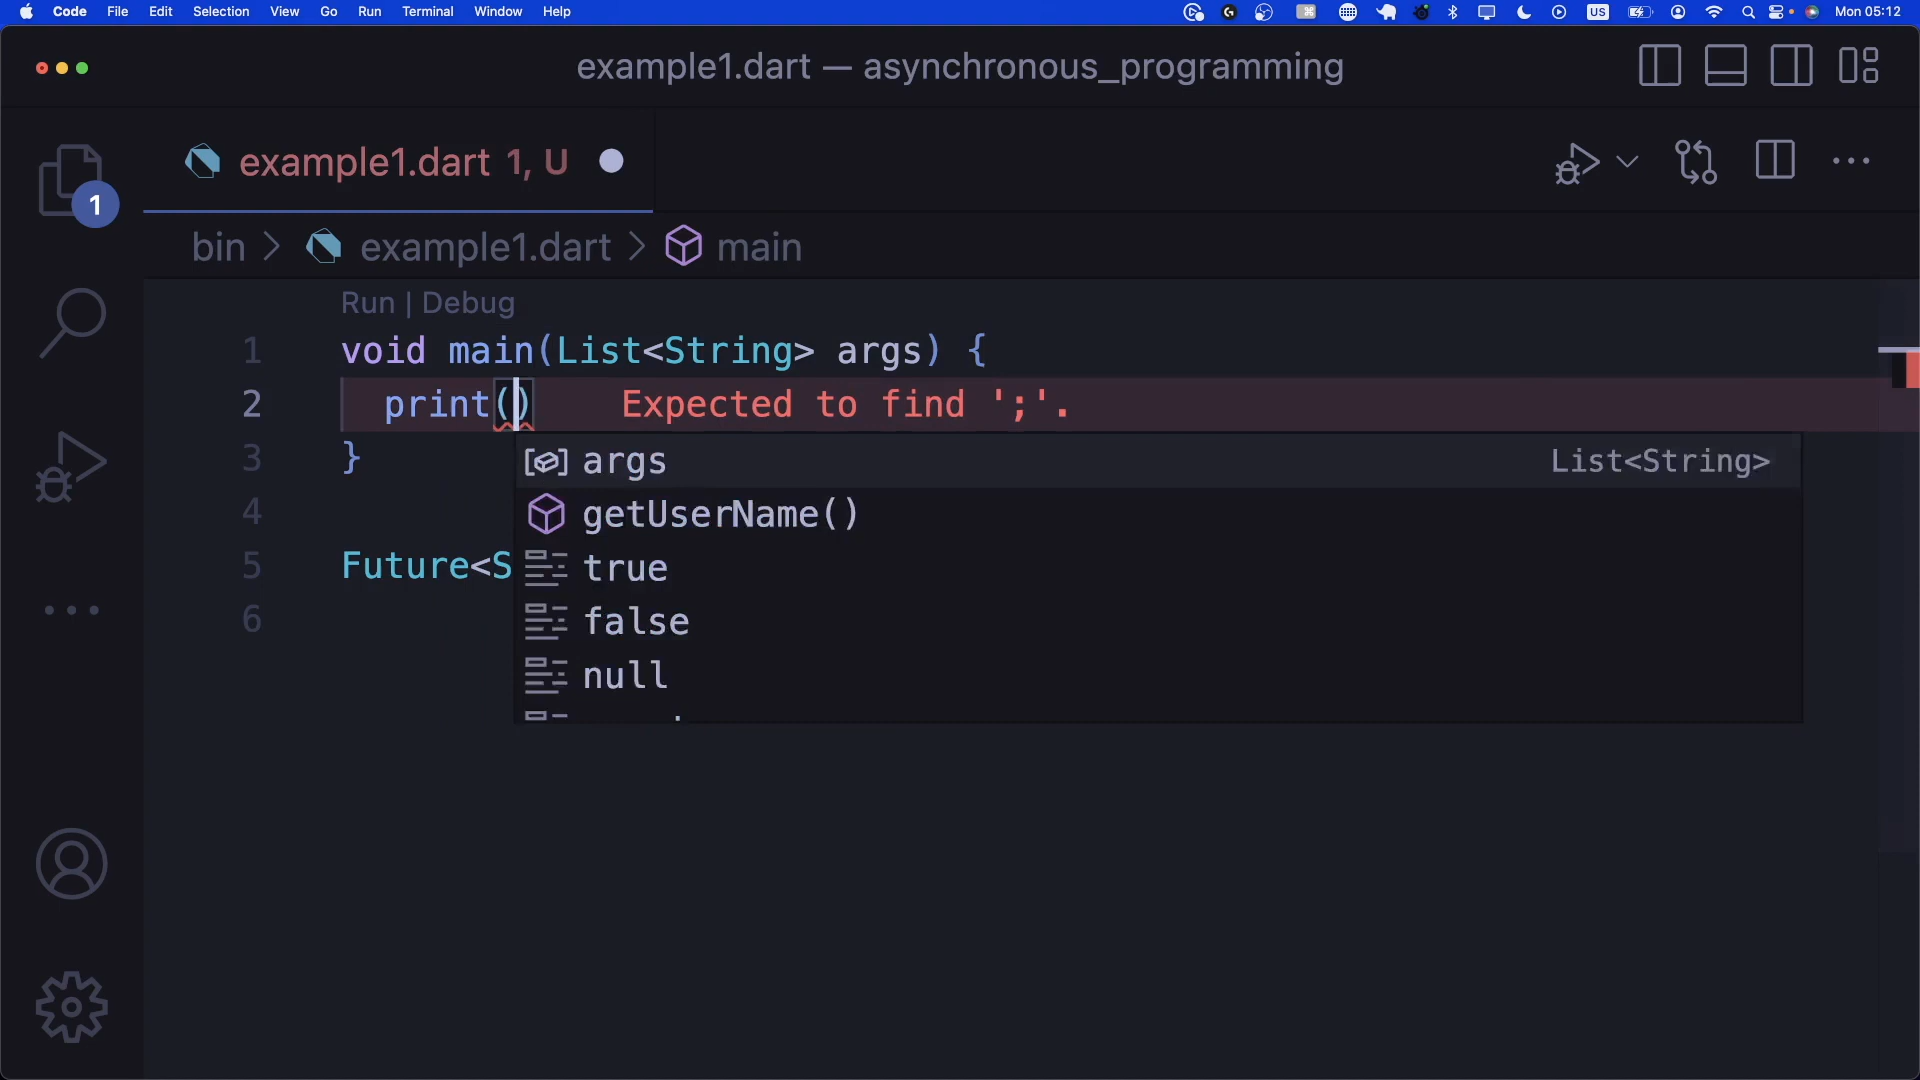 Code File Edit Selection View Go Run Terminal Window Help US Mon 05:12
example1.dart — asynchronous_programming
example1.dart 1, U
1
bin > example1.dart > main
Run | Debug
1 void main(List<String> args) {
2 print() Expected to find ';'.
3 }
args List<String>
4
getUserName()
5 Future<S
true
6
false
null